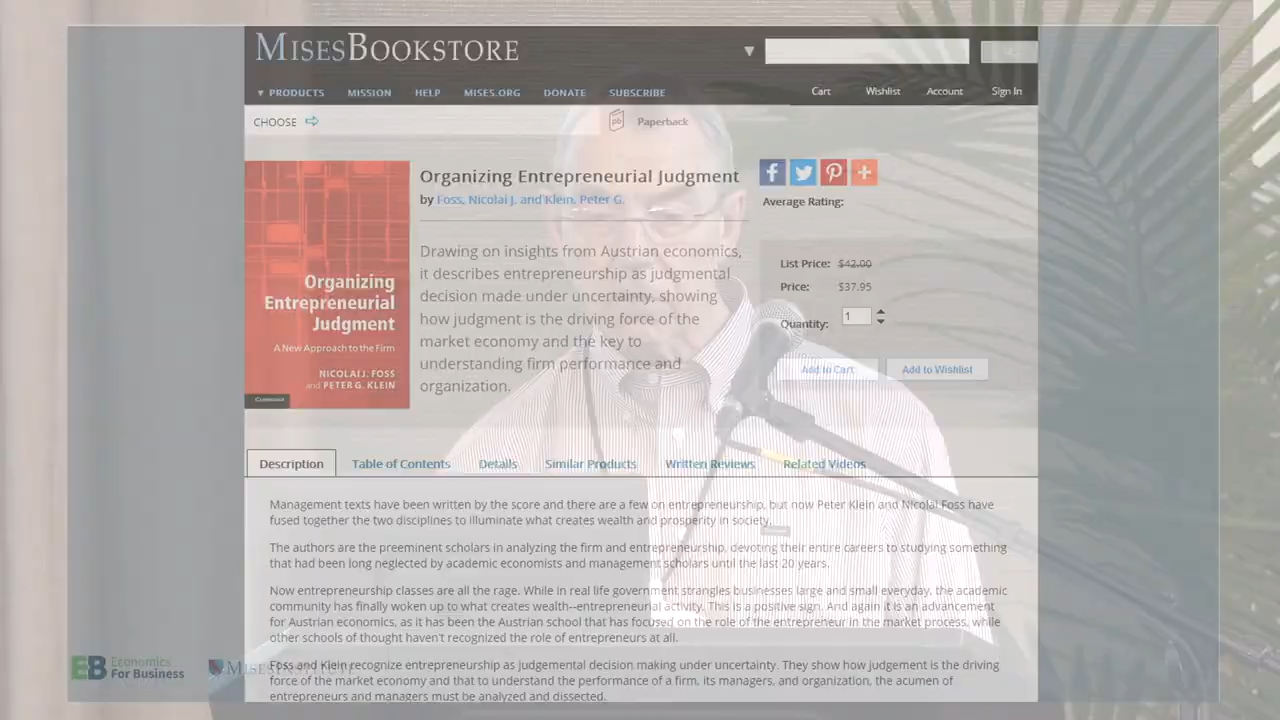 MISESBOOKSTORE
PRODUCTS MISSION HELP MISES.ORG DONATE SUBSCRIBE
Cart Wishlist Account Sign In
CHOOSE
pb Paperback
Organizing Entrepreneurial Judgment
by Foss, Nicolai J. and Klein, Peter G.
Average Rating:
Drawing on insights from Austrian economics,
it describes entrepreneurship as judgmental
decision made under uncertainty, showing
how judgment is the driving force of the
market economy and the key to
understanding firm performance and
organization.
List Price: $42.00
Price: $37.95
Quantity: 1
Add to Cart Add to Wishlist
Organizing
Entrepreneurial
Judgment
A New Approach to the Firm
NICOLAI J. FOSS
and PETER G. KLEIN
Description Table of Contents Details Similar Products Written Reviews Related Videos
Management texts have been written by the score and there are a few on entrepreneurship, but now Peter Klein and Nicolai Foss have
fused together the two disciplines to illuminate what creates wealth and prosperity in society.
The authors are the preeminent scholars in analyzing the firm and entrepreneurship, devoting their entire careers to studying something
that had been long neglected by academic economists and management scholars until the last 20 years.
Now entrepreneurship classes are all the rage. While in real life government strangles businesses large and small everyday, the academic
community has finally woken up to what creates wealth--entrepreneurial activity. This is a positive sign. And again it is an advancement
for Austrian economics, as it has been the Austrian school that has focused on the role of the entrepreneur in the market process, while
other schools of thought haven't recognized the role of entrepreneurs at all.
Foss and Klein recognize entrepreneurship as judgemental decision making under uncertainty. They show how judgement is the driving
force of the market economy and that to understand the performance of a firm, its managers, and organization, the acumen of
entrepreneurs and managers must be analyzed and dissected.
EB Economics
For Business
MISES INSTITUTE